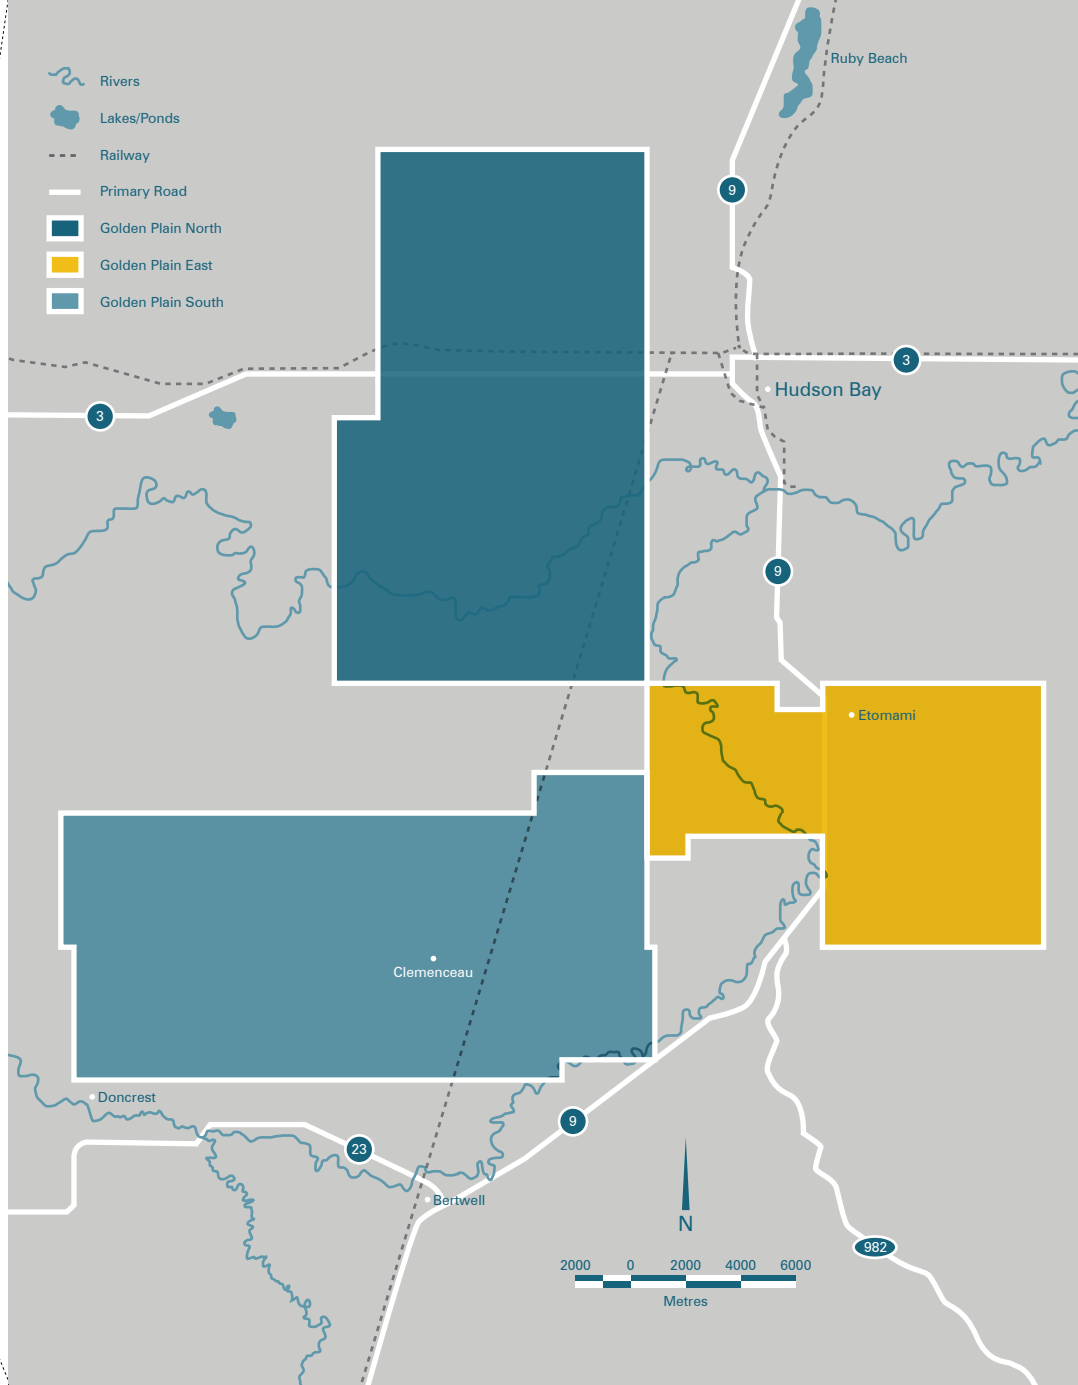 Ruby Beach
Rivers
Lakes/Ponds
Railway
Primary Road
9
Golden Plain North
Golden Plain East
Golden Plain South
3
Hudson Bay
3
9
Etomami
Clemenceau
Doncrest
9
23
Bertwell
N
982
2000 0 2000 4000 6000
Metres